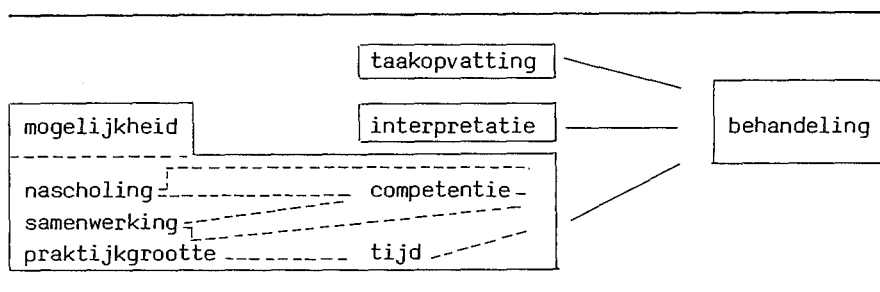 taakopvatting
mogelijkheid interpretatie behandeling
nascholing competentie
samenwerking
praktijkgrootte tijd